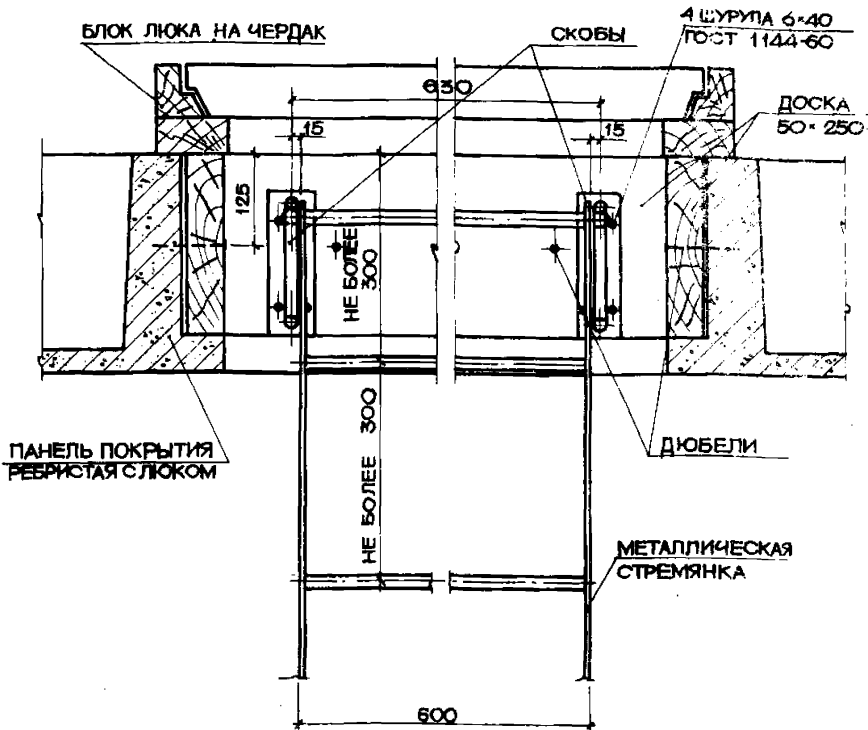 БЛОК ЛЮКА НА ЧЕРДАК
СКОБЫ
4 ШУРУПА 6×40
ГОСТ 1144-60
630
ДОСКА
50×250
15
15
125
НЕ БОЛЕЕ
300
НЕ БОЛЕЕ 300
ПАНЕЛЬ ПОКРЫТИЯ
РЕБРИСТАЯ С ЛЮКОМ
ДЮБЕЛИ
МЕТАЛЛИЧЕСКАЯ
СТРЕМЯНКА
600